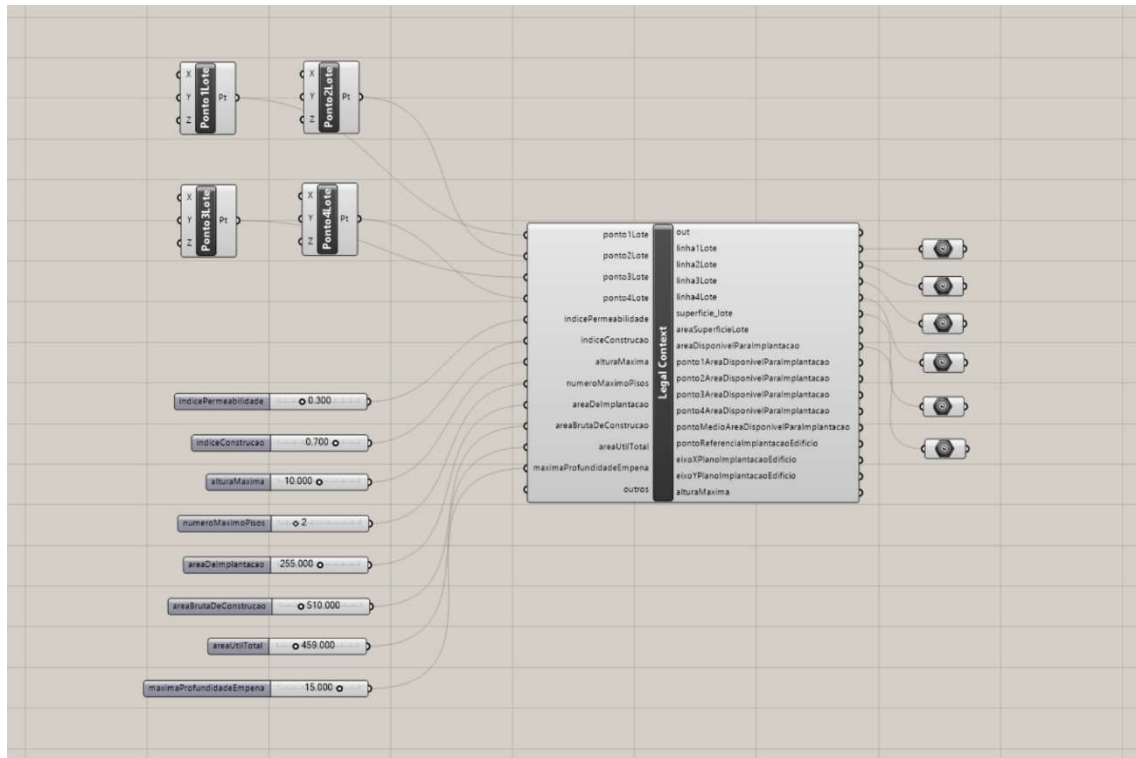 X
Y
Z
Ponto1Lote
Pt
X
Y
Z
Ponto2Lote
Pt
X
Y
Z
Ponto3Lote
Pt
X
Y
Z
Ponto4Lote
Pt
indicePermeabilidade 0.300
indiceConstrucao 0.700
alturaMaxima 10.000
numeroMaximoPisos 2
areaDeImplantacao 255.000
areaBrutaDeConstrucao 510.000
areaUtilTotal 459.000
maximaProfundidadeEmpena 15.000
ponto1Lote
ponto2Lote
ponto3Lote
ponto4Lote
indicePermeabilidade
indiceConstrucao
alturaMaxima
numeroMaximoPisos
areaDeImplantacao
areaBrutaDeConstrucao
areaUtilTotal
maximaProfundidadeEmpena
outros
Legal Context
out
linha1Lote
linha2Lote
linha3Lote
linha4Lote
superficie_lote
areaSuperficieLote
areaDisponivelParaImplantacao
ponto1AreaDisponivelParaImplantacao
ponto2AreaDisponivelParaImplantacao
ponto3AreaDisponivelParaImplantacao
ponto4AreaDisponivelParaImplantacao
pontoMedioAreaDisponivelParaImplantacao
pontoReferenciaImplantacaoEdificio
eixoXPlanoImplantacaoEdificio
eixoYPlanoImplantacaoEdificio
alturaMaxima